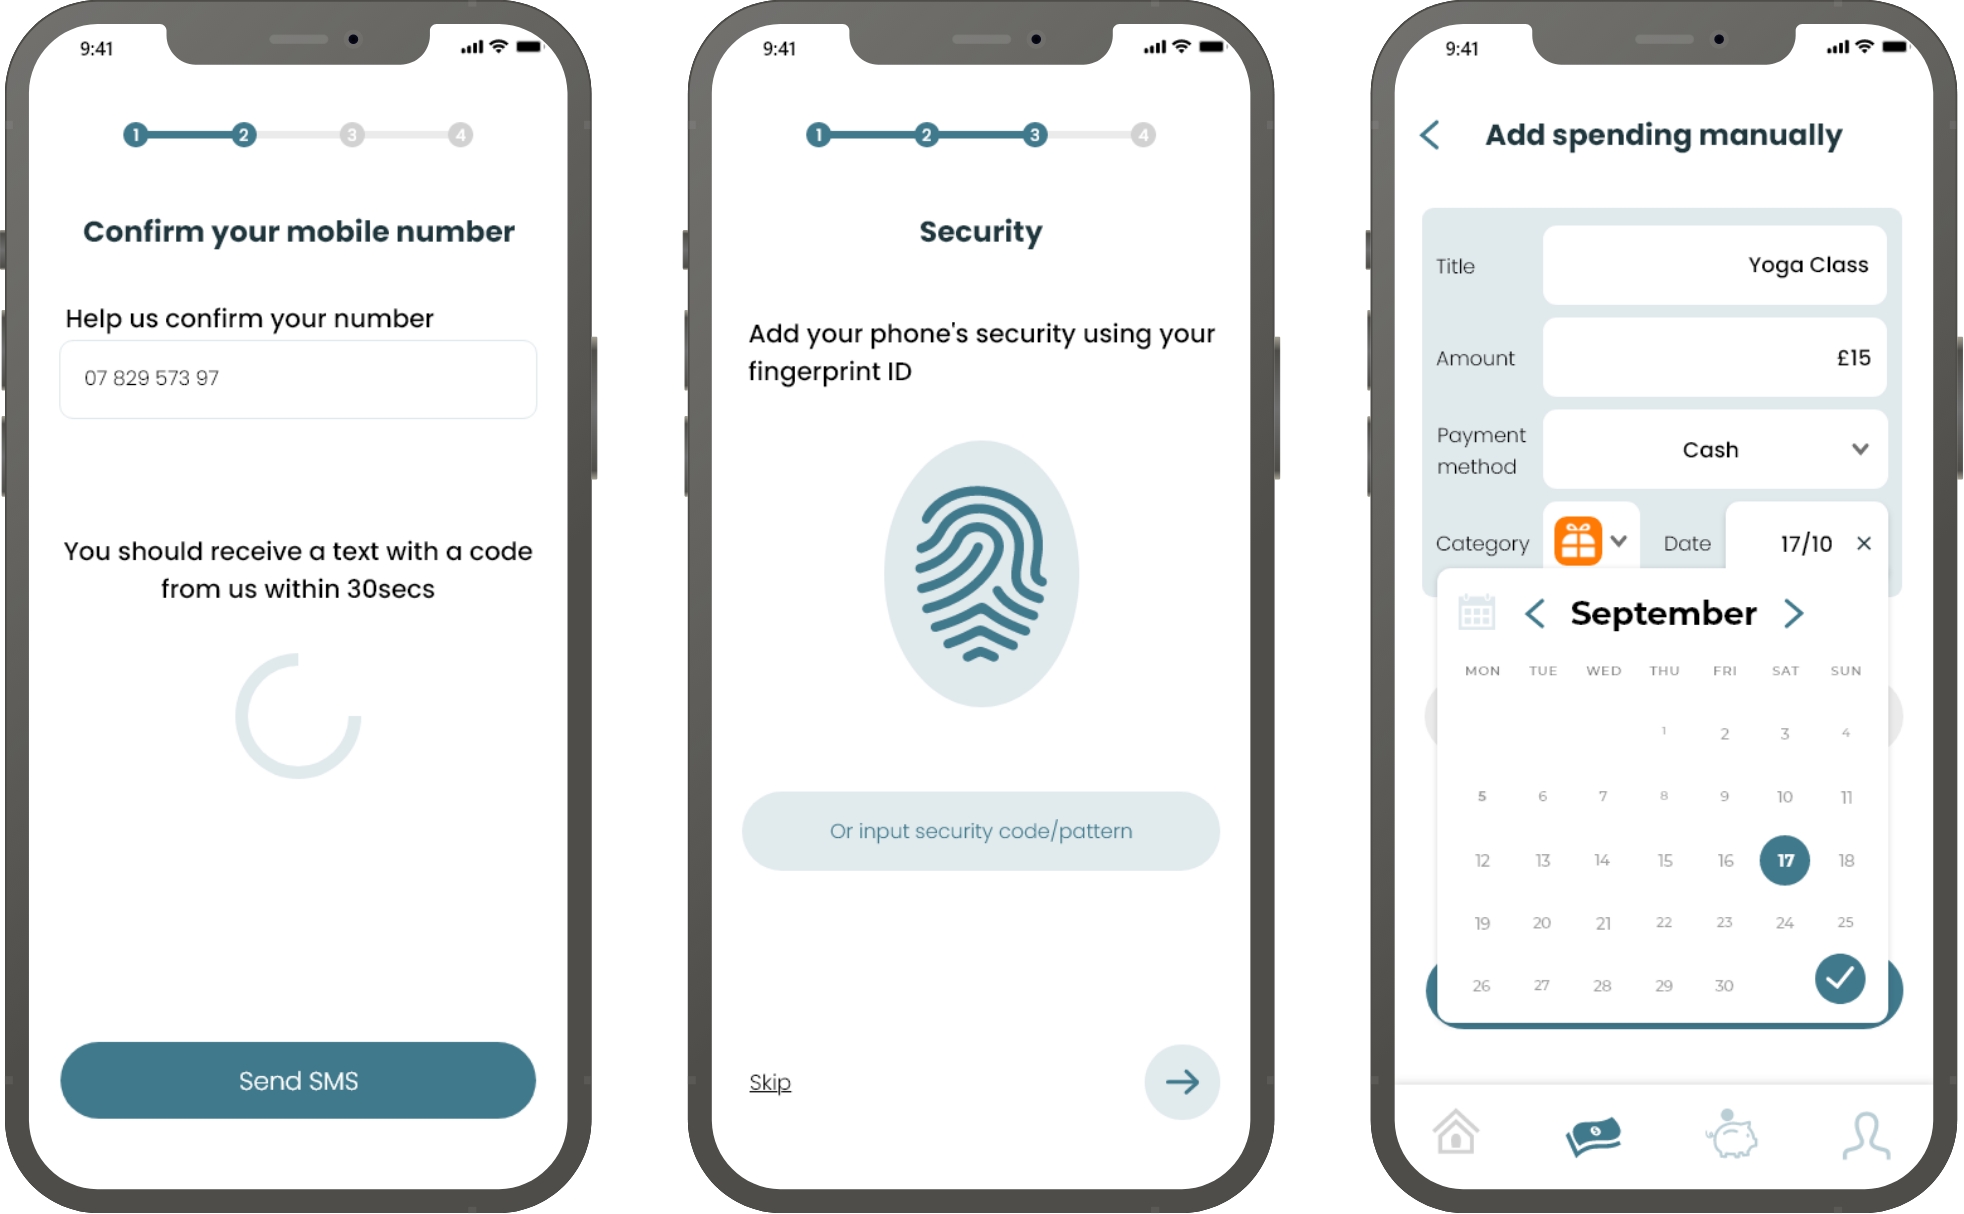 9:41
1 2 3 4
Confirm your mobile number
Help us confirm your number
07 829 573 97
You should receive a text with a code
from us within 30secs
Send SMS
9:41
1 2 3 4
Security
Add your phone's security using your
fingerprint ID
Or input security code/pattern
Skip
9:41
Add spending manually
Title Yoga Class
Amount £15
Payment
method
Cash
Category Date 17/10
September
MON TUE WED THU FRI SAT SUN
1 2 3 4
5 6 7 8 9 10 11
12 13 14 15 16 17 18
19 20 21 22 23 24 25
26 27 28 29 30